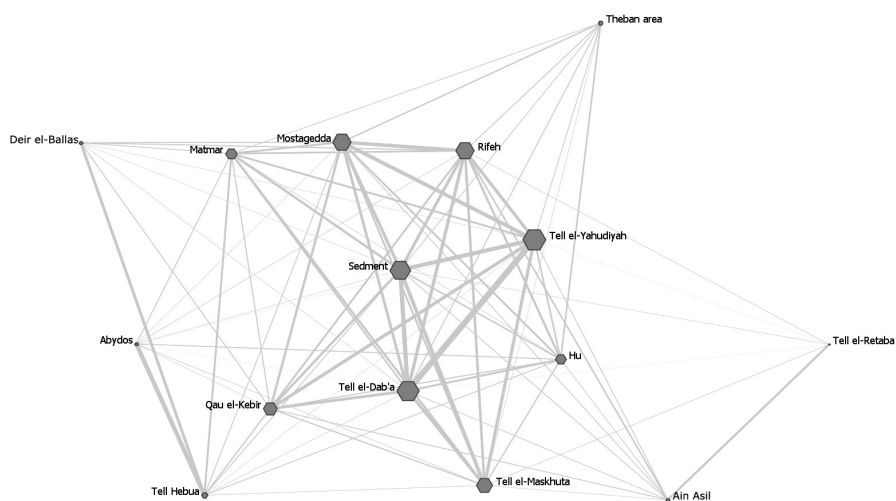 Theban area
Deir el-Ballas
Mostagedda
Matmar
Rifeh
Tell el-Yahudiyah
Sedment
Abydos
Tell el-Retaba
Hu
Tell el-Dab'a
Qau el-Kebir
Tell Hebua
Tell el-Maskhuta
Ain Asil